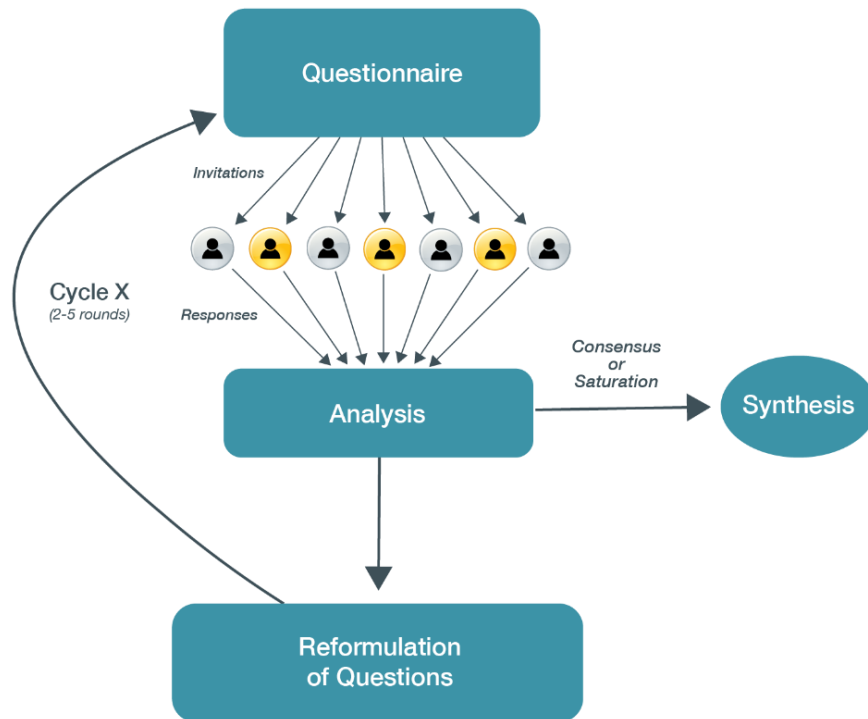 Questionnaire
Invitations
Cycle X
(2-5 rounds)
Responses
Consensus
or
Saturation
Analysis
Synthesis
Reformulation
of Questions